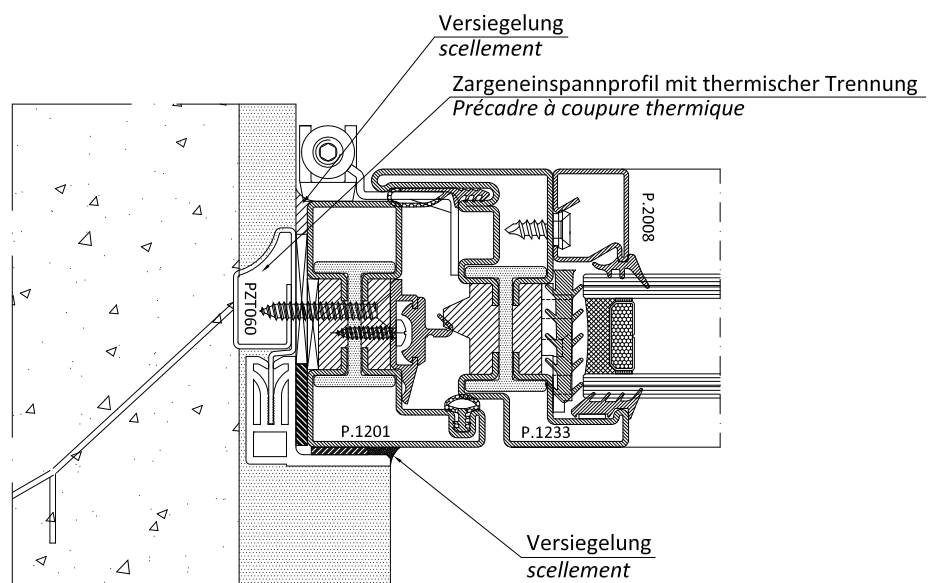 Versiegelung
scellement
Zargeneinspannprofil mit thermischer Trennung
Précadre à coupure thermique
P.2008
PZT060
P.1201
P.1233
Versiegelung
scellement